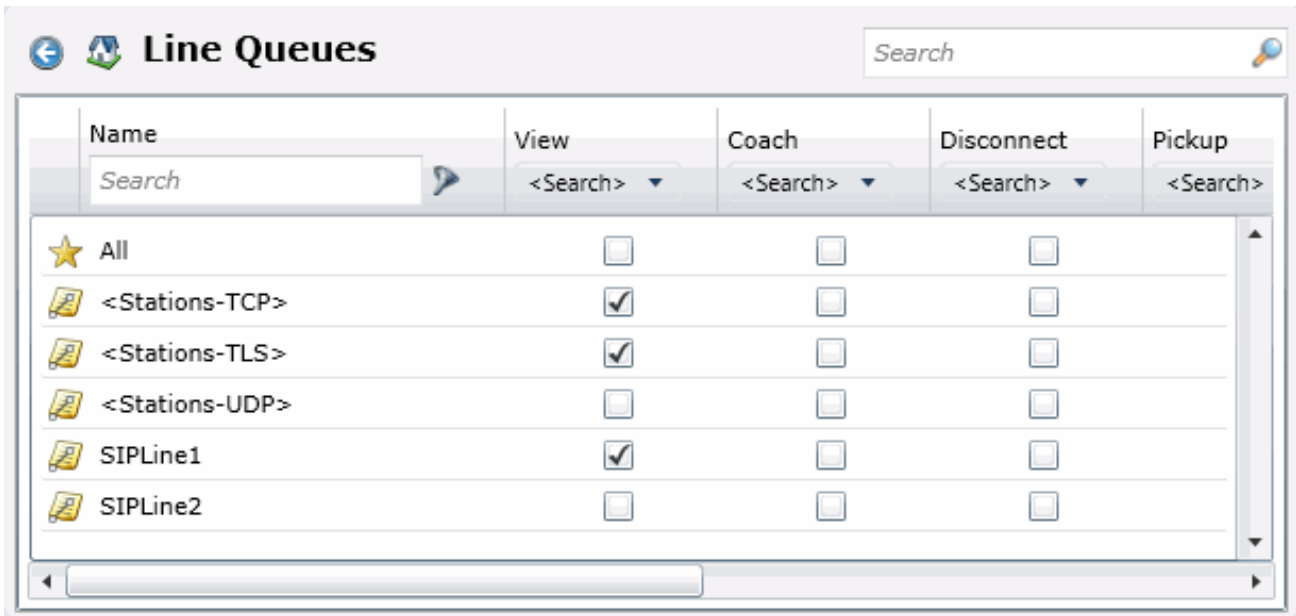 Line Queues
Search
Name View Coach Disconnect Pickup
Search <Search> <Search> <Search> <Search>
All
<Stations-TCP>
<Stations-TLS>
<Stations-UDP>
SIPLine1
SIPLine2